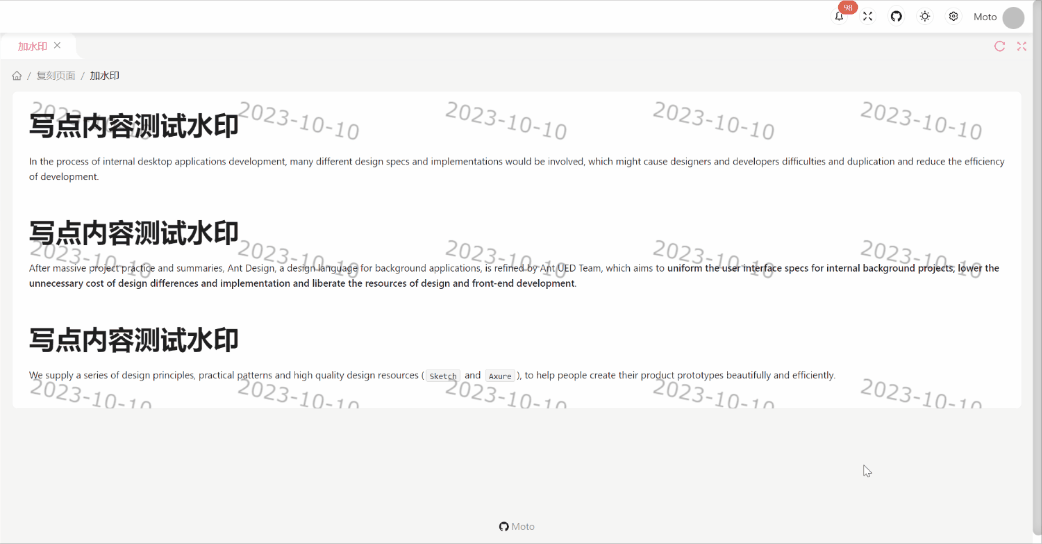 98
Moto
加水印
/ 复刻页面 / 加水印
2023-10-10 2023-10-10 2023-10-10 2023-10-10 2023-10-10
写点内容测试水印
In the process of internal desktop applications development, many different design specs and implementations would be involved, which might cause designers and developers difficulties and duplication and reduce the efficiency
of development.
写点内容测试水印
2023-10-10 2023-10-10 2023-10-10 2023-10-10 2023-10-10
After massive project practice and summaries, Ant Design, a design language for background applications, is refined by Ant UED Team, which aims to uniform the user interface specs for internal background projects, lower the
unnecessary cost of design differences and implementation and liberate the resources of design and front-end development.
写点内容测试水印
We supply a series of design principles, practical patterns and high quality design resources ( Sketch and Axure ), to help people create their product prototypes beautifully and efficiently.
2023-10-10 2023-10-10 2023-10-10 2023-10-10 2023-10-10
Moto